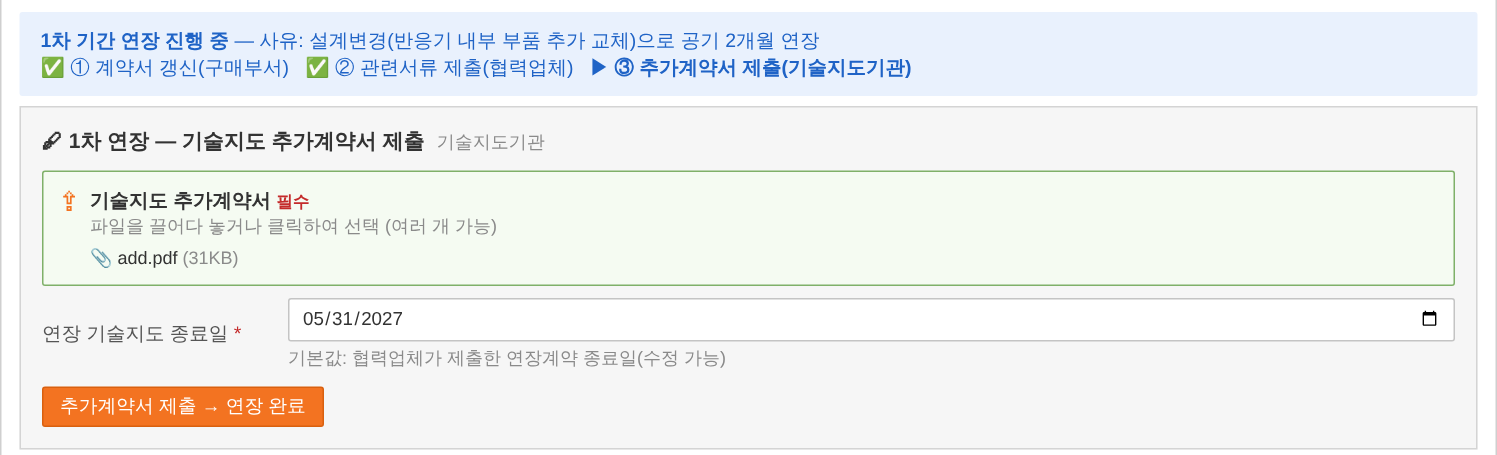 1차 기간 연장 진행 중 — 사유: 설계변경(반응기 내부 부품 추가 교체)으로 공기 2개월 연장
✅ ① 계약서 갱신(구매부서) ✅ ② 관련서류 제출(협력업체) ▶ ③ 추가계약서 제출(기술지도기관)
🖋 1차 연장 — 기술지도 추가계약서 제출 기술지도기관
⇪ 기술지도 추가계약서 필수
파일을 끌어다 놓거나 클릭하여 선택 (여러 개 가능)
📎 add.pdf (31KB)
연장 기술지도 종료일 *
05/31/2027
기본값: 협력업체가 제출한 연장계약 종료일(수정 가능)
추가계약서 제출 → 연장 완료